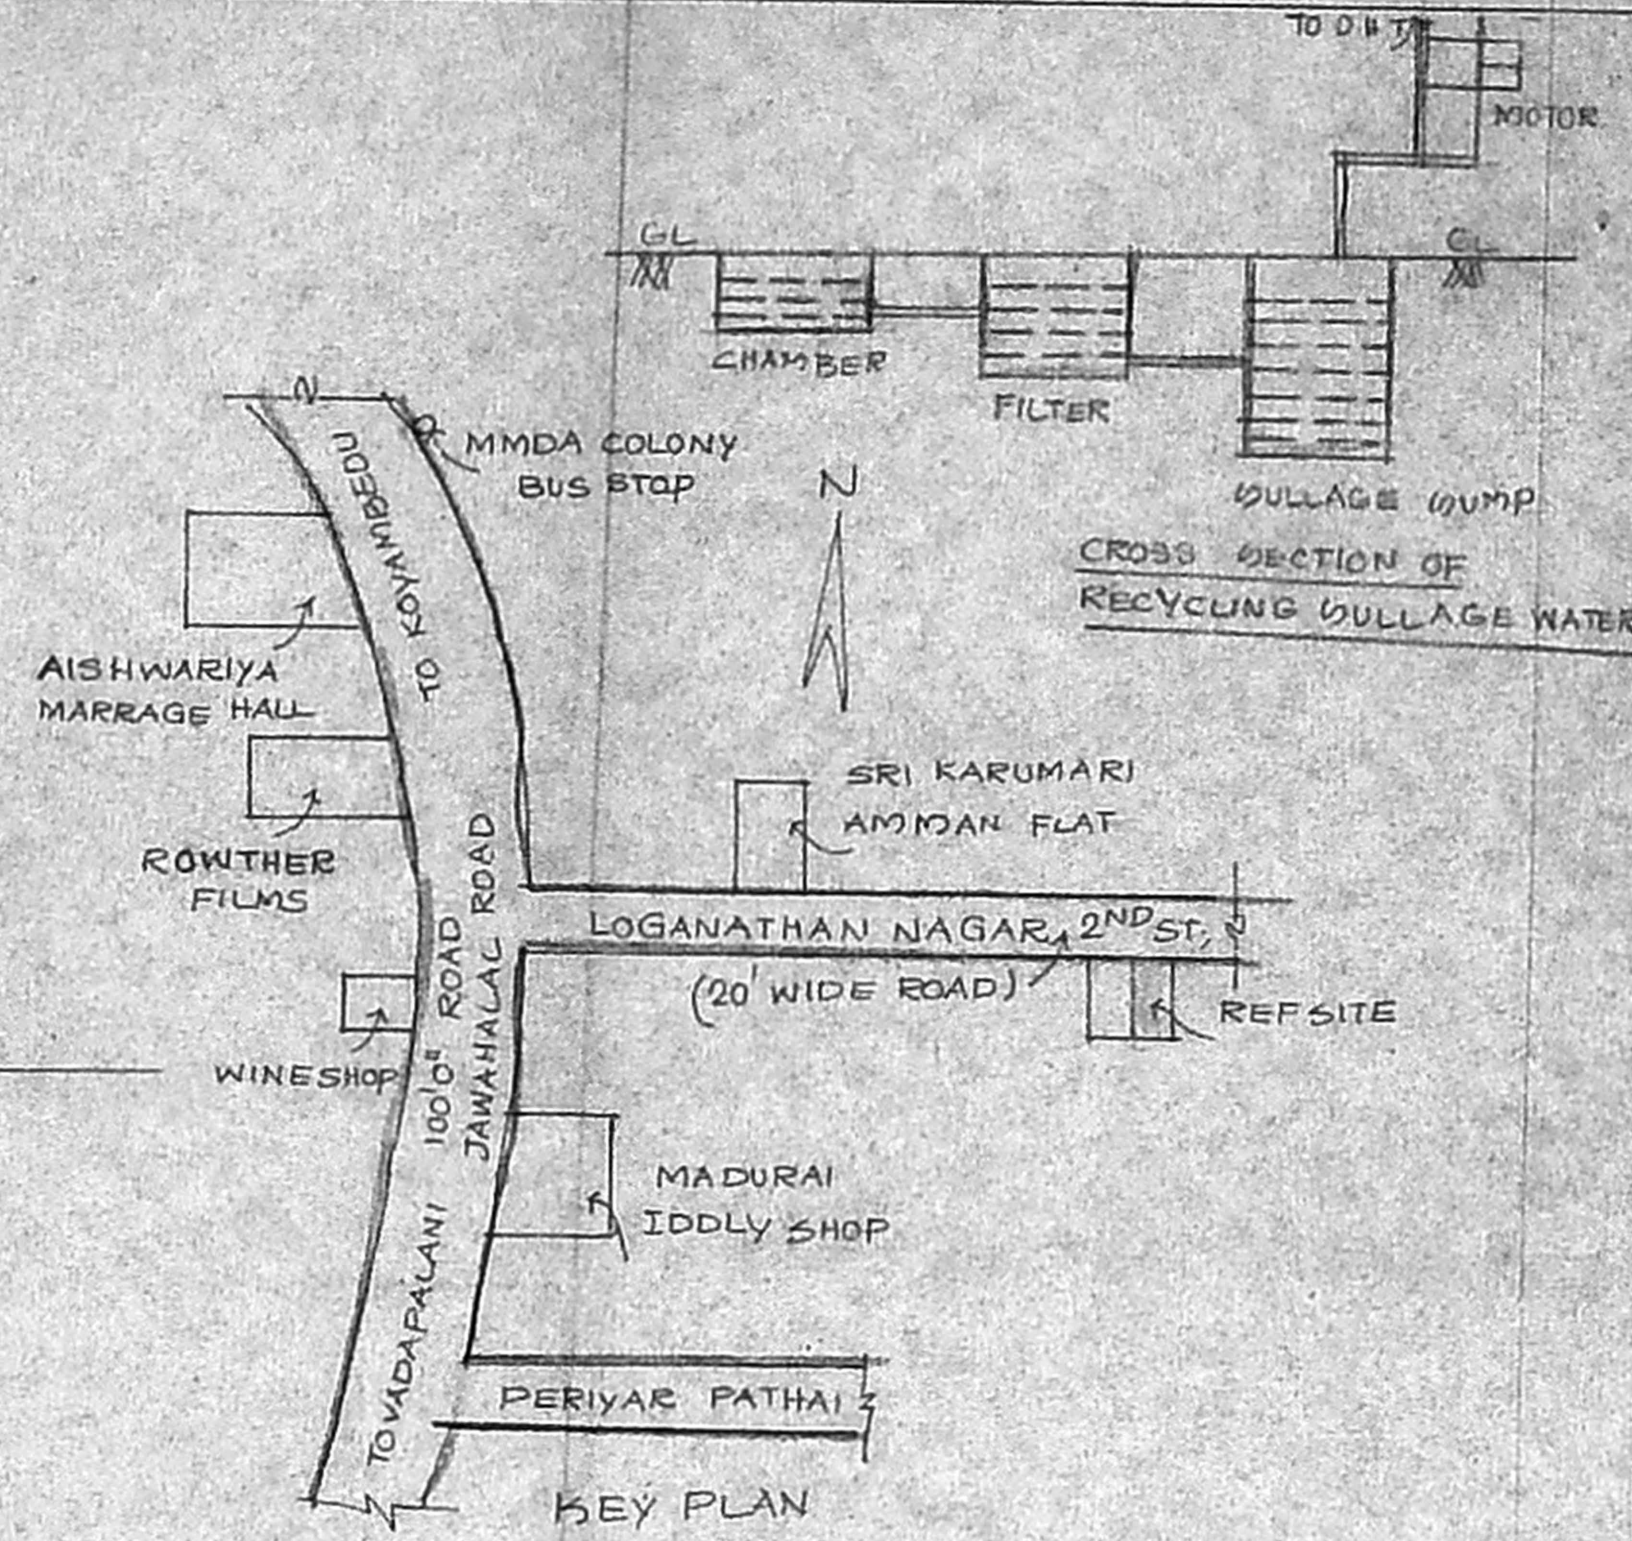 TO O H T
MOTOR
GL
GL
CHAMBER
FILTER
SULLAGE SUMP
CROSS SECTION OF
RECYCLING SULLAGE WATER
MMDA COLONY
BUS STOP
N
TO KOYAMBEDU
AISHWARIYA
MARRAGE HALL
ROWTHER
FILMS
SRI KARUMARI
AMMAN FLAT
LOGANATHAN NAGAR, 2ND ST,
(20' WIDE ROAD)
REF SITE
WINESHOP
100'0" ROAD
JAWAHALAL ROAD
MADURAI
IDDLY SHOP
TO VADAPALANI
PERIYAR PATHAI
KEY PLAN